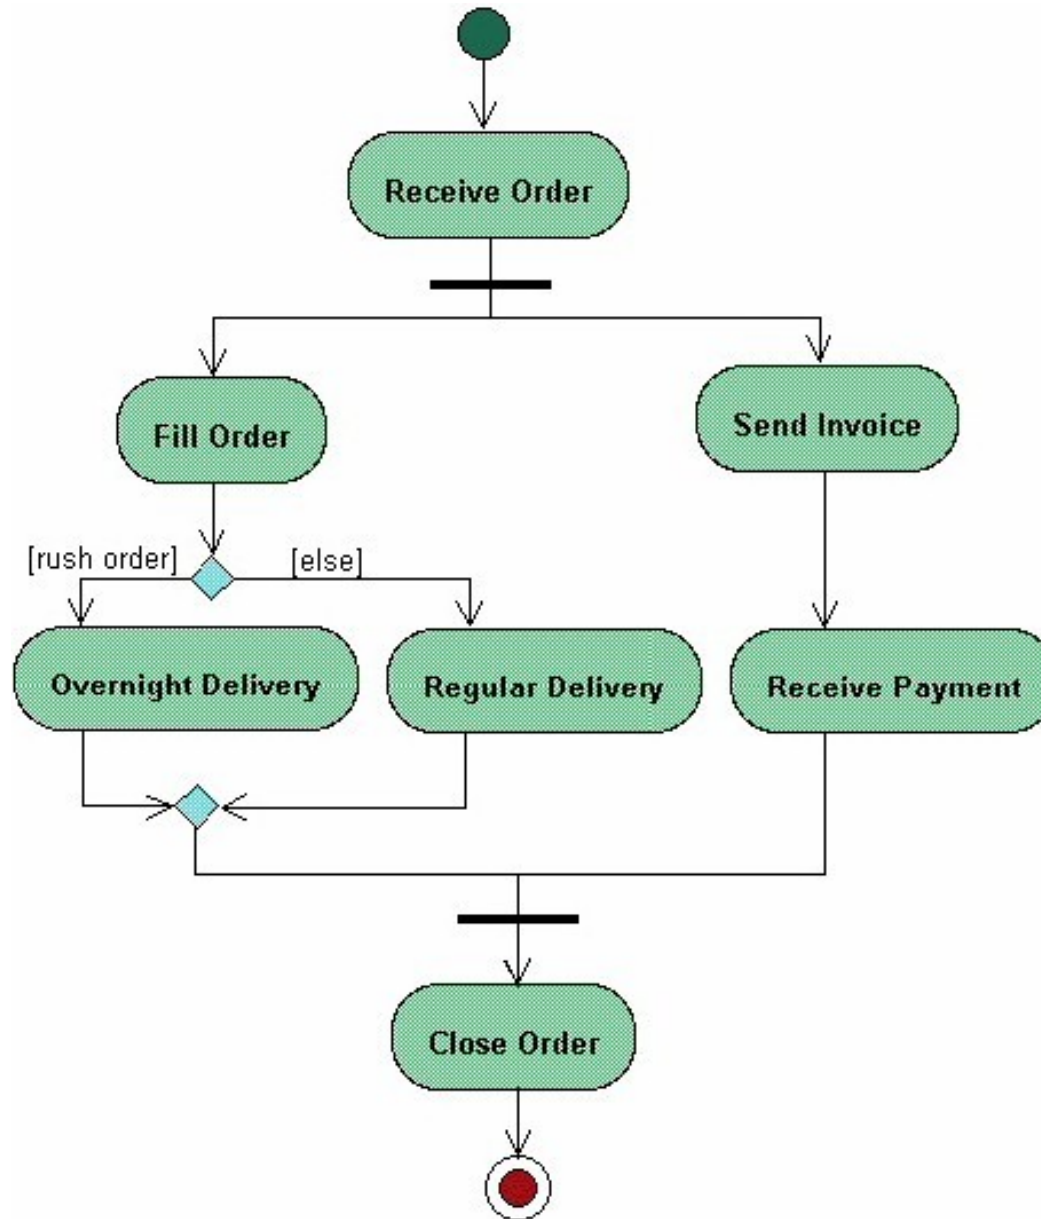 Receive Order
Fill Order
Send Invoice
[rush order]
[else]
Overnight Delivery
Regular Delivery
Receive Payment
Close Order